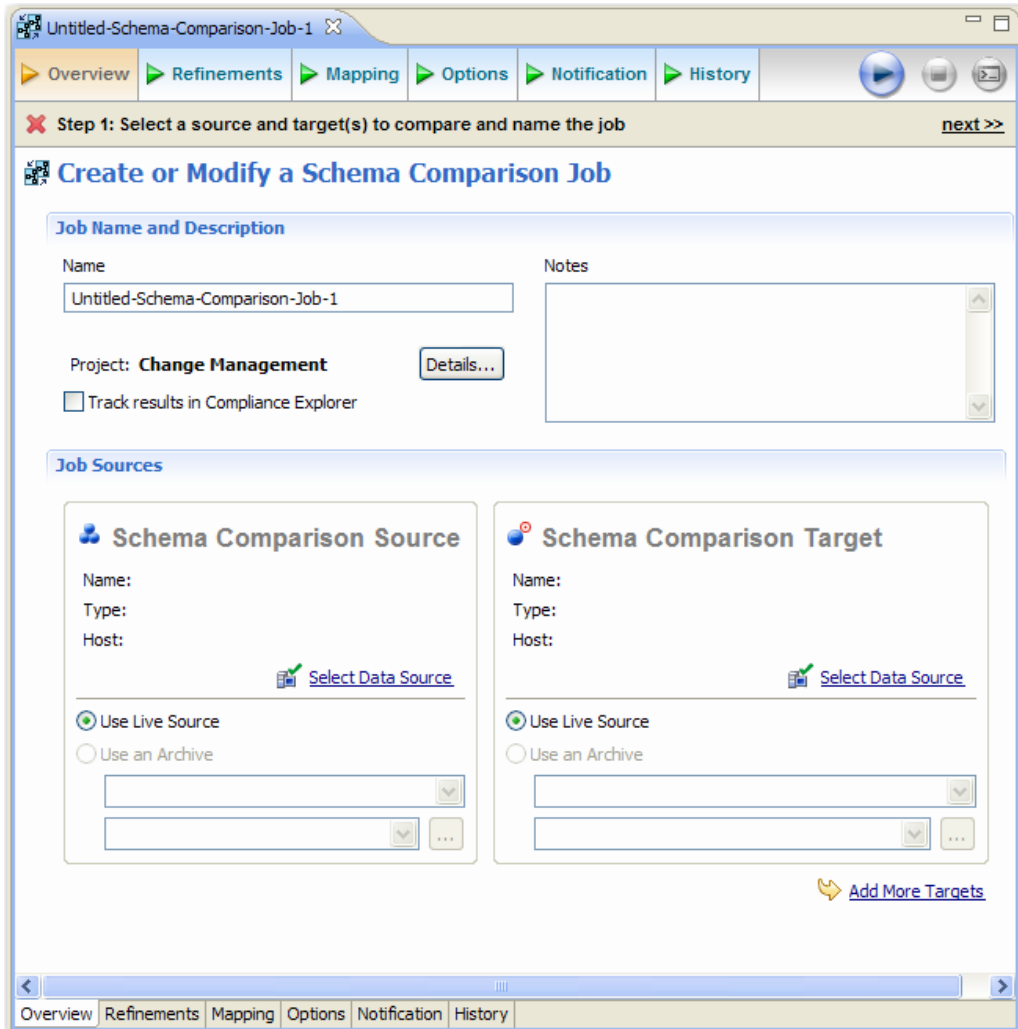 Untitled-Schema-Comparison-Job-1
Overview Refinements Mapping Options Notification History
Step 1: Select a source and target(s) to compare and name the job next >>
Create or Modify a Schema Comparison Job
Job Name and Description
Name Notes
Untitled-Schema-Comparison-Job-1
Project: Change Management Details...
Track results in Compliance Explorer
Job Sources
Schema Comparison Source
Name:
Type:
Host:
Select Data Source
Use Live Source
Use an Archive
...
Schema Comparison Target
Name:
Type:
Host:
Select Data Source
Use Live Source
Use an Archive
...
Add More Targets
Overview Refinements Mapping Options Notification History